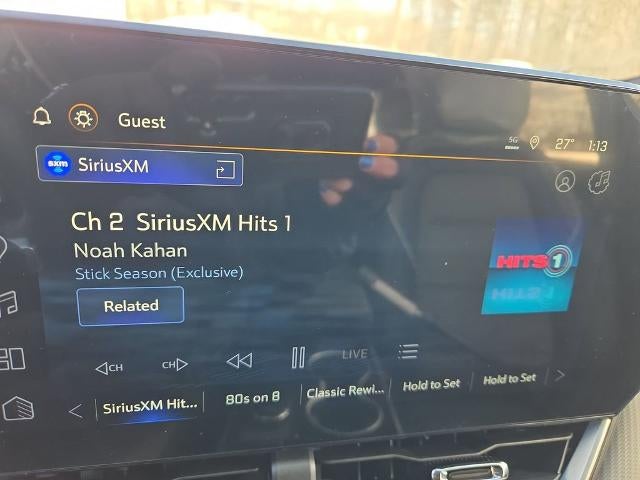 Guest
5G 27° 1:13
sxm SiriusXM
Ch 2 SiriusXM Hits 1
Noah Kahan
Stick Season (Exclusive)
Related
HITS 1
CH CH LIVE
SiriusXM Hit... 80s on 8 Classic Rewi... Hold to Set Hold to Set